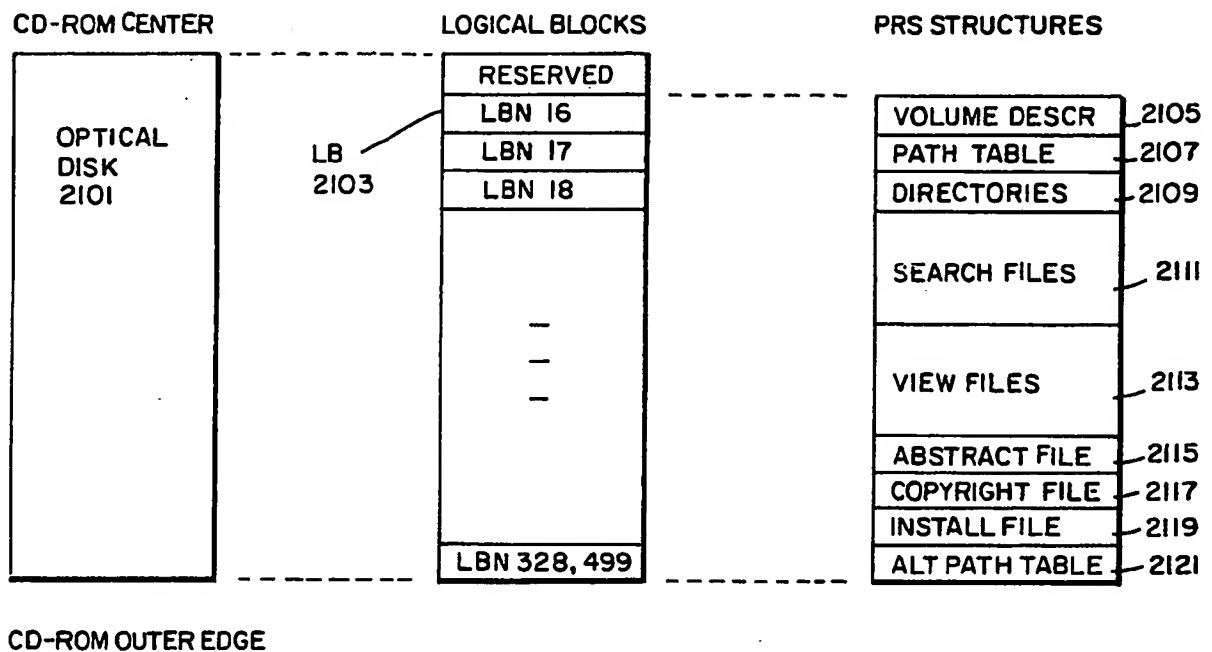 CD-ROM CENTER
OPTICAL
DISK
2101
CD-ROM OUTER EDGE
LOGICAL BLOCKS
RESERVED
LBN 16
LBN 17
LBN 18
LBN 328,499
LB
2103
PRS STRUCTURES
VOLUME DESCR 2105
PATH TABLE 2107
DIRECTORIES 2109
SEARCH FILES 2111
VIEW FILES 2113
ABSTRACT FILE 2115
COPYRIGHT FILE 2117
INSTALL FILE 2119
ALT PATH TABLE 2121